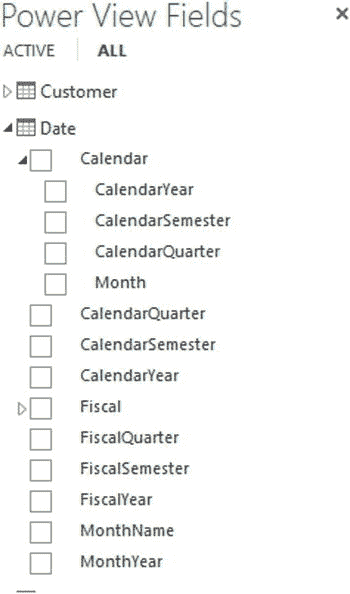 Power View Fields
ACTIVE ALL
Customer
Date
Calendar
CalendarYear
CalendarSemester
CalendarQuarter
Month
CalendarQuarter
CalendarSemester
CalendarYear
Fiscal
FiscalQuarter
FiscalSemester
FiscalYear
MonthName
MonthYear